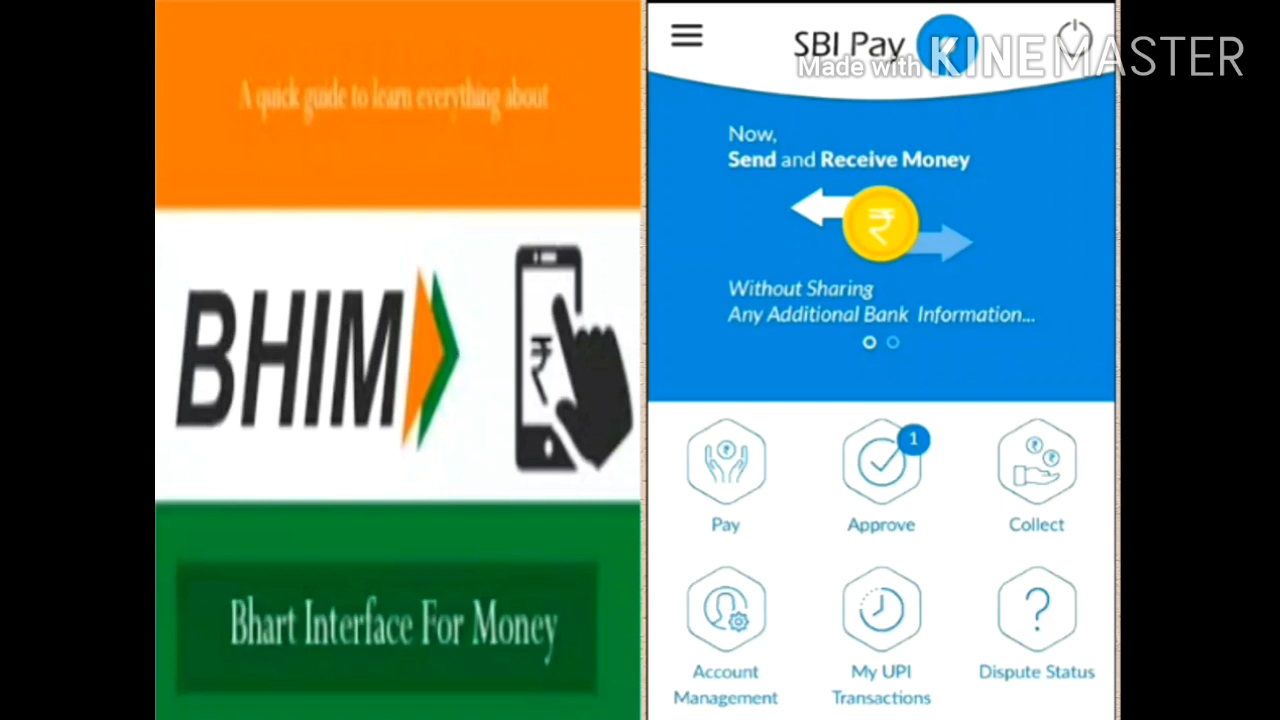 A quick guide to learn everything about
BHIM
₹
Bhart Interface For Money
SBI Pay
Made with KINEMASTER
Now,
Send and Receive Money
₹
Without Sharing
Any Additional Bank Information...
1
Pay
Approve
Collect
Account
Management
My UPI
Transactions
?
Dispute Status